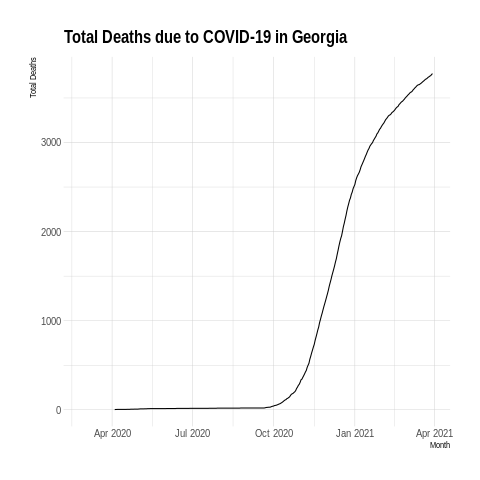 Total Deaths due to COVID-19 in Georgia
Total Deaths
3000
2000
1000
0
Apr 2020 Jul 2020 Oct 2020 Jan 2021 Apr 2021
Month